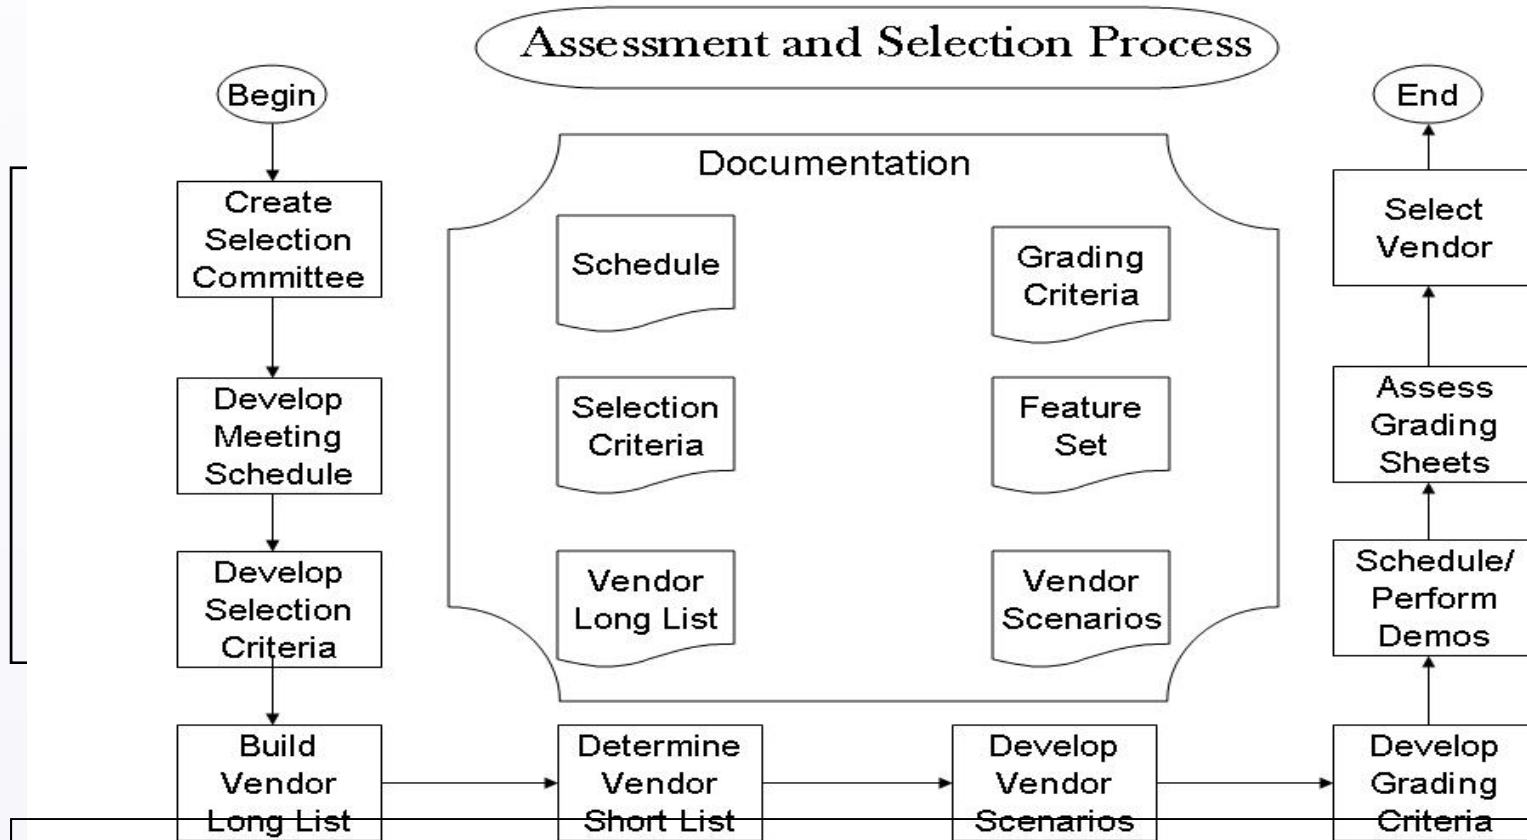 Assessment and Selection Process
Begin
Create
Selection
Committee
Develop
Meeting
Schedule
Develop
Selection
Criteria
Build
Vendor
Long List
Determine
Vendor
Short List
Develop
Vendor
Scenarios
Develop
Grading
Criteria
Schedule/
Perform
Demos
Assess
Grading
Sheets
Select
Vendor
End
Documentation
Schedule
Selection
Criteria
Vendor
Long List
Grading
Criteria
Feature
Set
Vendor
Scenarios